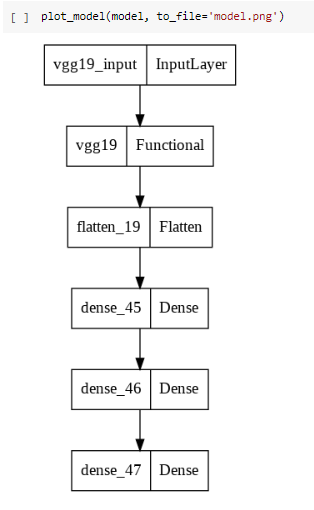 [ ] plot_model(model, to_file='model.png')
vgg19_input InputLayer
vgg19 Functional
flatten_19 Flatten
dense_45 Dense
dense_46 Dense
dense_47 Dense